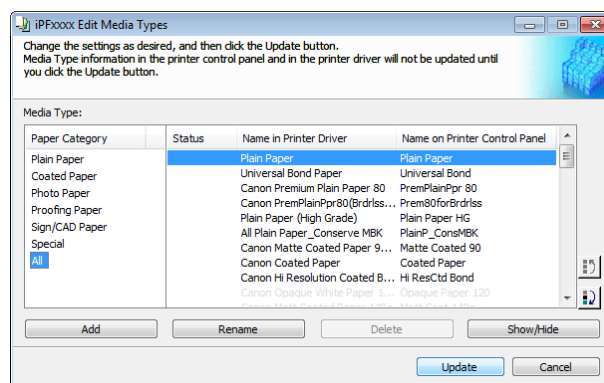 iPFxxxx Edit Media Types
Change the settings as desired, and then click the Update button.
Media Type information in the printer control panel and in the printer driver will not be updated until
you click the Update button.
Media Type:
Paper Category Status Name in Printer Driver Name on Printer Control Panel
Plain Paper
Coated Paper
Photo Paper
Proofing Paper
Sign/CAD Paper
Special
All
Plain Paper Plain Paper
Universal Bond Paper Universal Bond
Canon Premium Plain Paper 80 PremPlainPpr 80
Canon PremPlainPpr80(Brdrlss... Prem80forBrdrlss
Plain Paper (High Grade) Plain Paper HG
All Plain Paper_Conserve MBK PlainP_ConsMBK
Canon Matte Coated Paper 9... Matte Coated 90
Canon Coated Paper Coated Paper
Canon Hi Resolution Coated B... Hi ResCtd Bond
Canon Opaque White Paper 1... Opaque Paper 120
Add Rename Delete Show/Hide
Update Cancel